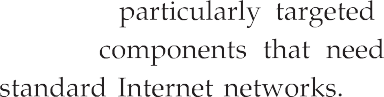 particularly targeted
components that need
standard Internet networks.